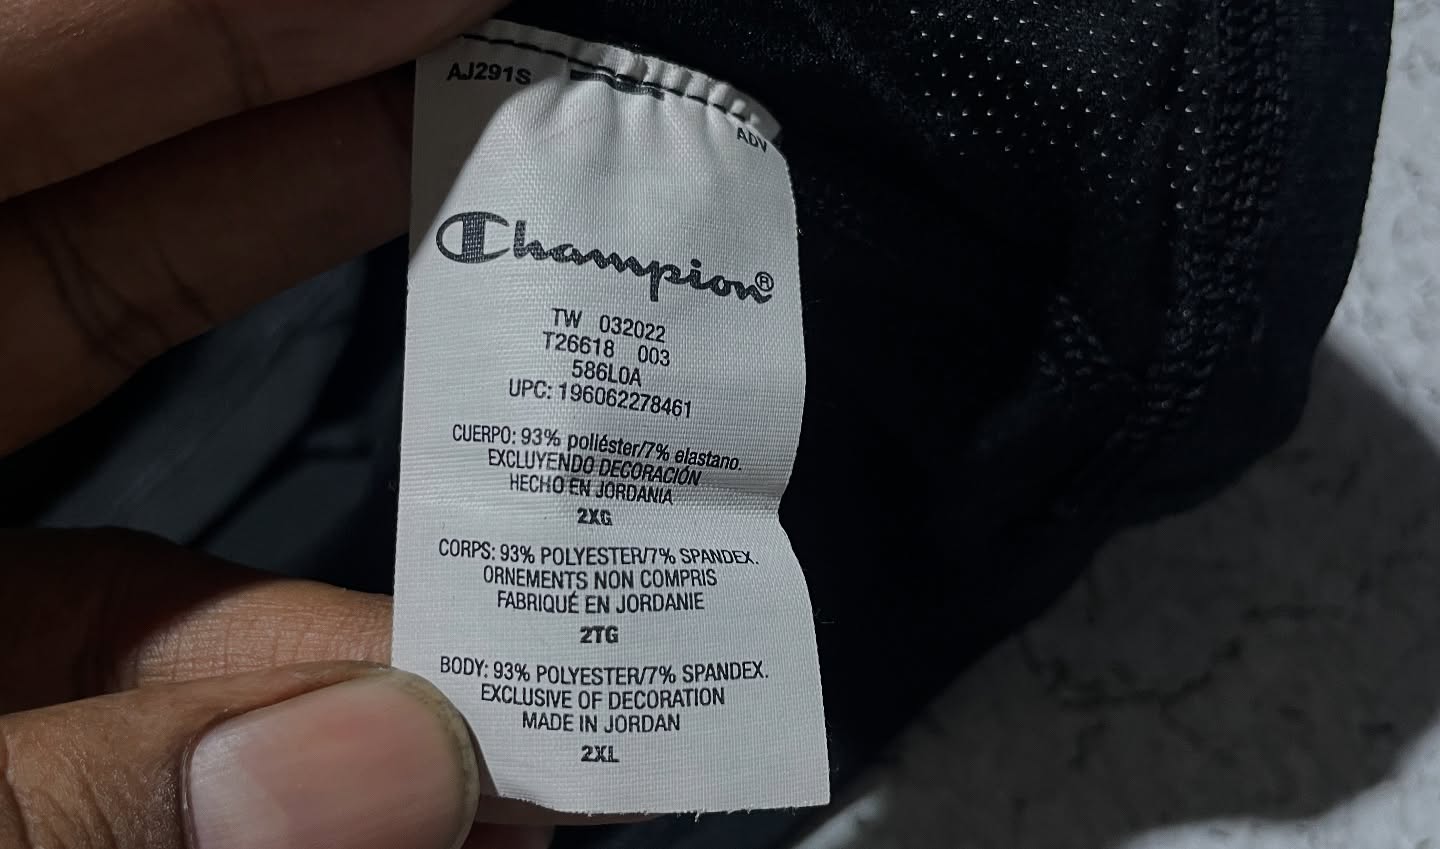 AJ291S
ADV
Champion®
TW 032022
T26618 003
586L0A
UPC: 196062278461
CUERPO: 93% poliéster/7% elastano.
EXCLUYENDO DECORACIÓN
HECHO EN JORDANIA
2XG
CORPS: 93% POLYESTER/7% SPANDEX.
ORNEMENTS NON COMPRIS
FABRIQUÉ EN JORDANIE
2TG
BODY: 93% POLYESTER/7% SPANDEX.
EXCLUSIVE OF DECORATION
MADE IN JORDAN
2XL